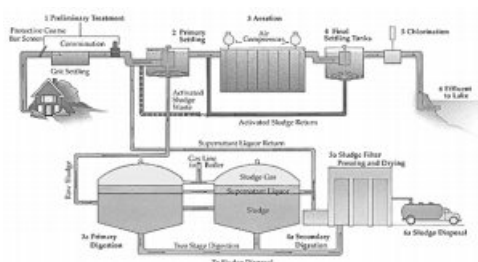 1 Preliminary Treatment
Protective Coarse
Bar Screen
Comminution
Grit Settling
2 Primary
Settling
3 Aeration
Air
Compressors
4 Final
Settling Tanks
5 Chlorination
6 Effluent
to Lake
Activated
Sludge
Waste
Activated Sludge Return
Supernatant Liquor Return
Raw Sludge
Gas Line
to Boiler
Sludge Gas
Supernatant Liquor
Sludge
Two Stage Digestion
Digestion
Secondary
Digestion
5a Sludge Filter
Pressing and Drying
6a Sludge Disposal
Sludge Disposal